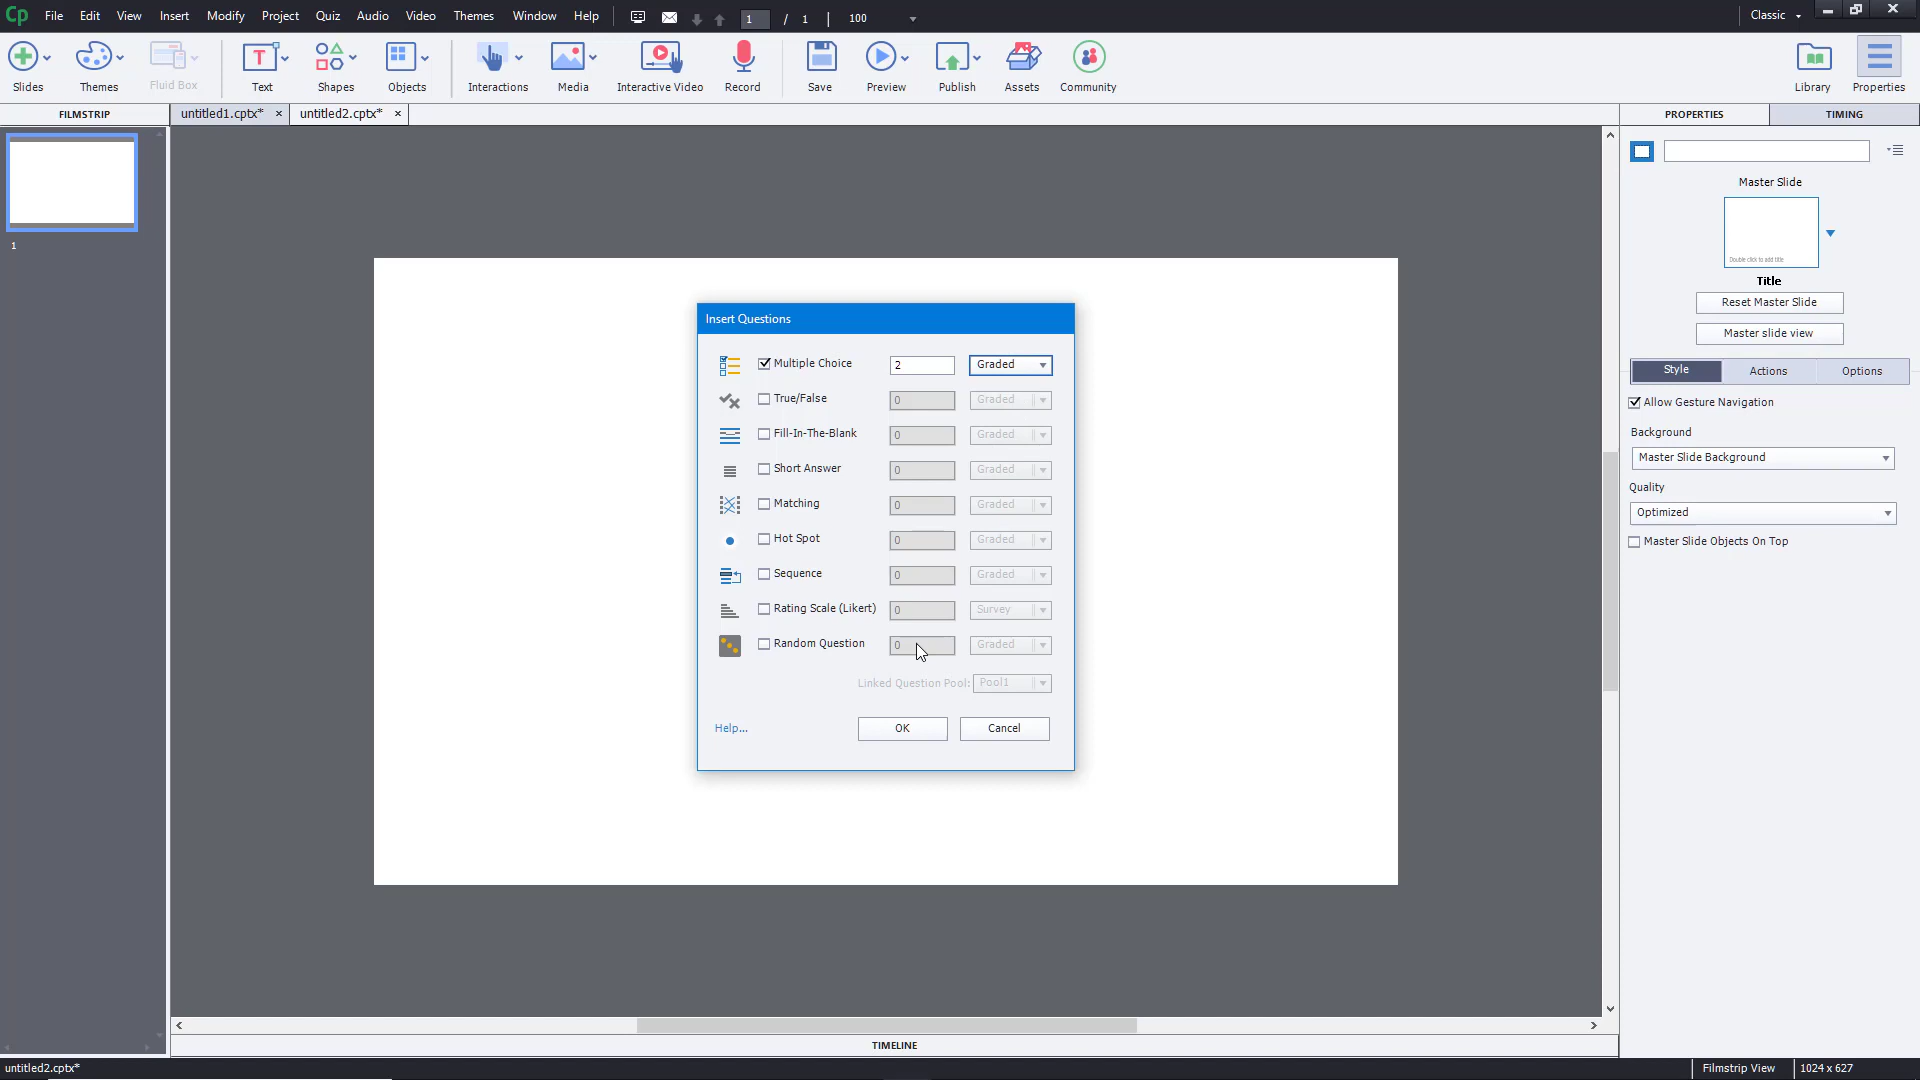 Cp File Edit View Insert Modify Project Quiz Audio Video Themes Window Help 1 / 1 | 100 Classic
Slides Themes Fluid Box Text Shapes Objects Interactions Media Interactive Video Record Save Preview Publish Assets Community Library Properties
FILMSTRIP untitled1.cptx* × untitled2.cptx* × PROPERTIES TIMING
Master Slide
Double click to add title
Title
Reset Master Slide
Master slide view
Style Actions Options
Allow Gesture Navigation
Background
Master Slide Background
Quality
Optimized
Master Slide Objects On Top
1
Insert Questions
Multiple Choice 2 Graded
True/False 0 Graded
Fill-In-The-Blank 0 Graded
Short Answer 0 Graded
Matching 0 Graded
Hot Spot 0 Graded
Sequence 0 Graded
Rating Scale (Likert) 0 Survey
Random Question 0 Graded
Linked Question Pool: Pool1
Help... OK Cancel
TIMELINE
untitled2.cptx* Filmstrip View 1024 x 627